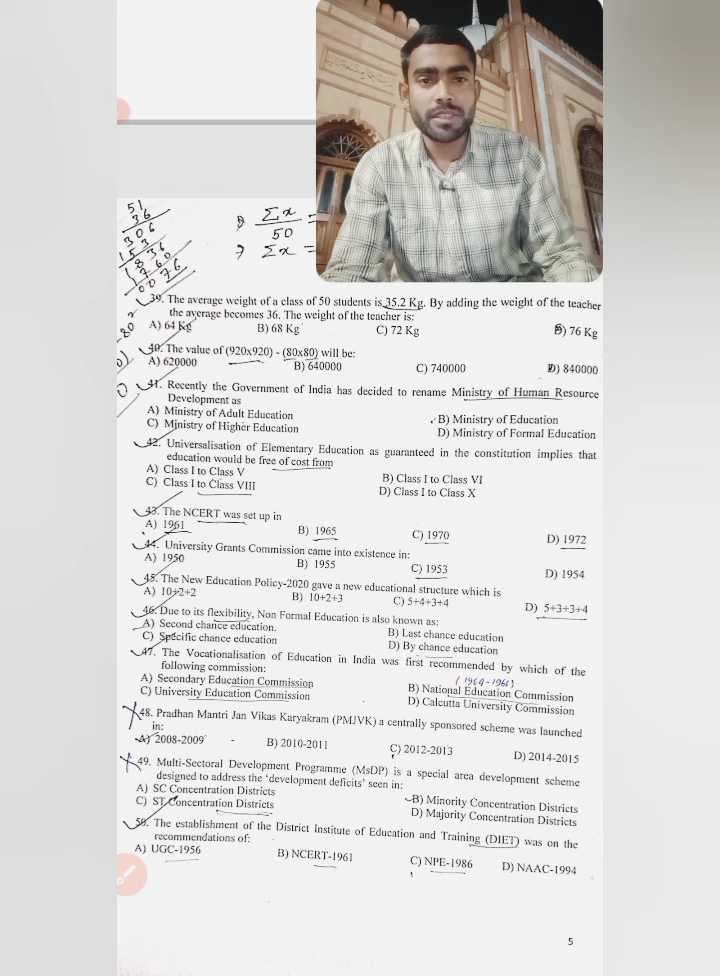 51
36
306
153
1836
1760
0076
Σx =
50
Σx =
39. The average weight of a class of 50 students is 35.2 Kg. By adding the weight of the teacher
the average becomes 36. The weight of the teacher is:
A) 64 Kg B) 68 Kg C) 72 Kg D) 76 Kg
40. The value of (920x920) - (80x80) will be:
A) 620000 B) 640000 C) 740000 D) 840000
41. Recently the Government of India has decided to rename Ministry of Human Resource
Development as
A) Ministry of Adult Education B) Ministry of Education
C) Ministry of Higher Education D) Ministry of Formal Education
42. Universalisation of Elementary Education as guaranteed in the constitution implies that
education would be free of cost from
A) Class I to Class V B) Class I to Class VI
C) Class I to Class VIII D) Class I to Class X
43. The NCERT was set up in
A) 1961 B) 1965 C) 1970 D) 1972
44. University Grants Commission came into existence in:
A) 1950 B) 1955 C) 1953 D) 1954
45. The New Education Policy-2020 gave a new educational structure which is
A) 10+2+2 B) 10+2+3 C) 5+4+3+4 D) 5+3+3+4
46. Due to its flexibility, Non Formal Education is also known as:
A) Second chance education. B) Last chance education
C) Specific chance education D) By chance education
47. The Vocationalisation of Education in India was first recommended by which of the
following commission:
(1964-1966)
A) Secondary Education Commission B) National Education Commission
C) University Education Commission D) Calcutta University Commission
48. Pradhan Mantri Jan Vikas Karyakram (PMJVK) a centrally sponsored scheme was launched
in:
A) 2008-2009 B) 2010-2011 C) 2012-2013 D) 2014-2015
49. Multi-Sectoral Development Programme (MsDP) is a special area development scheme
designed to address the 'development deficits' seen in:
A) SC Concentration Districts B) Minority Concentration Districts
C) ST Concentration Districts D) Majority Concentration Districts
50. The establishment of the District Institute of Education and Training (DIET) was on the
recommendations of:
A) UGC-1956 B) NCERT-1961 C) NPE-1986 D) NAAC-1994
5